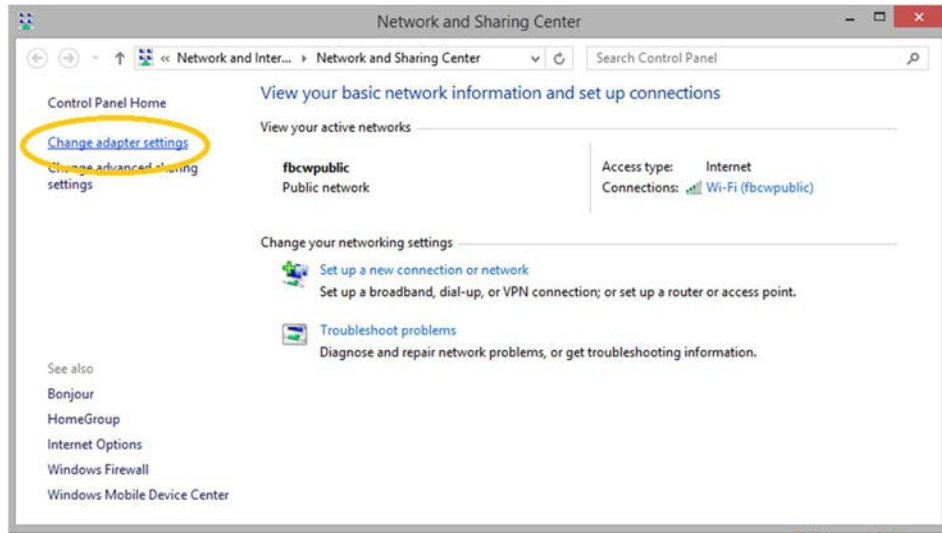 Network and Sharing Center
« Network and Inter... Network and Sharing Center
Search Control Panel
Control Panel Home
Change adapter settings
Change advanced sharing
settings
View your basic network information and set up connections
View your active networks
fbcwpublic
Public network
Access type: Internet
Connections: Wi-Fi (fbcwpublic)
Change your networking settings
Set up a new connection or network
Set up a broadband, dial-up, or VPN connection; or set up a router or access point.
Troubleshoot problems
Diagnose and repair network problems, or get troubleshooting information.
See also
Bonjour
HomeGroup
Internet Options
Windows Firewall
Windows Mobile Device Center